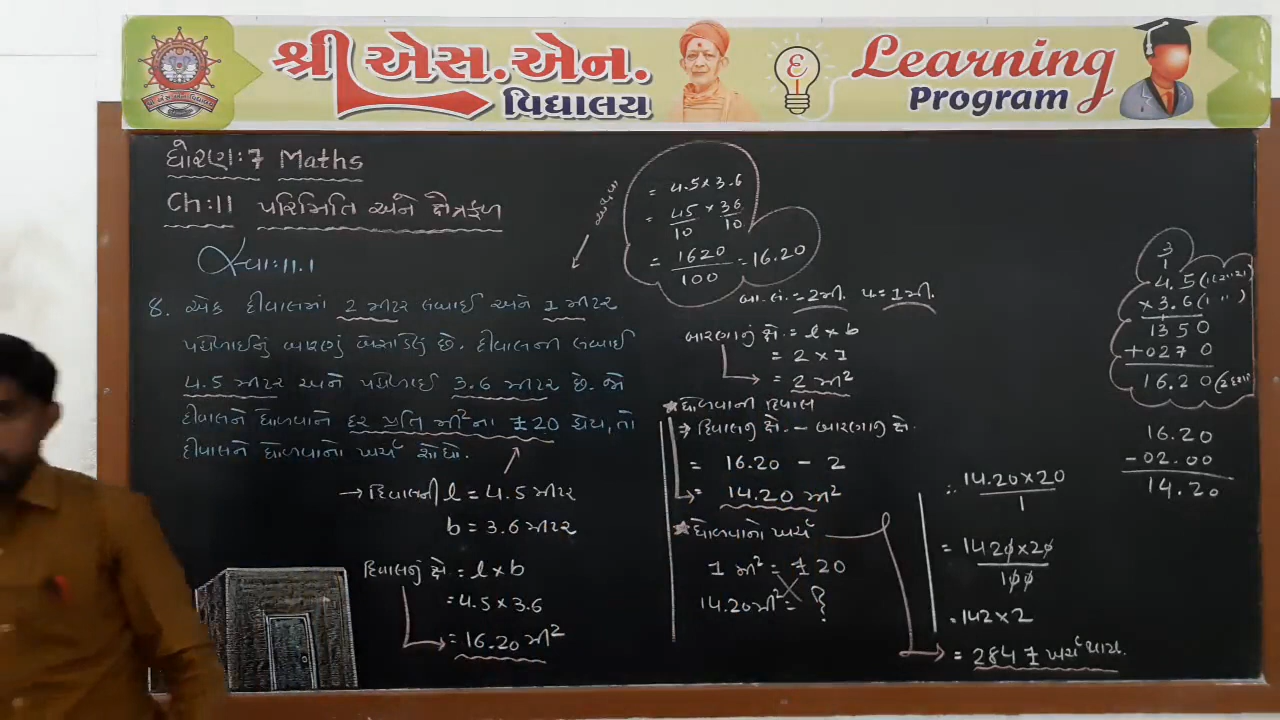 શ્રી એસ.એન.
વિદ્યાલય
Learning
Program
ધોરણ:7 Maths
Ch:11 પરિમિતિ અને ક્ષેત્રફળ
સ્વા:11.1
8. એક દીવાલમાં 2 મીટર લંબાઈ અને 1 મીટર
પહોળાઈનું બારણું બેસાડેલું છે. દીવાલની લંબાઈ
4.5 મીટર અને પહોળાઈ 3.6 મીટર છે. જો
દીવાલને ધોળવાનો દર પ્રતિ મી²ના ₹20 હોય, તો
દીવાલને ધોળવાનો ખર્ચ શોધો.
→ દિવાલની l = 4.5 મીટર
b = 3.6 મીટર
દિવાલનું ક્ષે. = l × b
= 4.5 × 3.6
= 16.20 મી²
= 4.5 × 3.6
= 45/10 × 36/10
= 1620/100 = 16.20
બા. લં. = 2મી. પ. = 1મી.
બારણાનું ક્ષે. = l × b
= 2 × 1
= 2 મી²
★ ધોળવાની દિવાલ
⇒ દિવાલનું ક્ષે. – બારણાનું ક્ષે.
= 16.20 – 2
= 14.20 મી²
★ ધોળવાનો ખર્ચ
1 મી² = ₹20
14.20મી² = ?
∴ 14.20×20/1
= 1420×20/100
= 142×2
= 284 ₹ ખર્ચ થાય.
3
1
4.5
×3.6
1350
+0270
16.20
16.20
-02.00
14.20